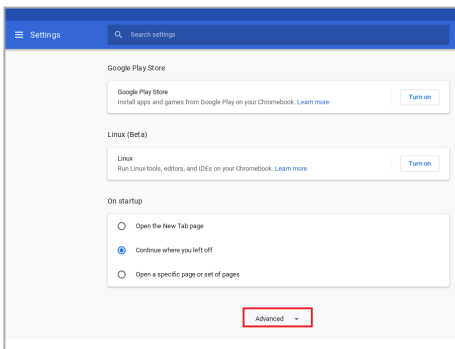 Settings
Search settings
Google Play Store
Google Play Store
Install apps and games from Google Play on your Chromebook. Learn more
Turn on
Linux (Beta)
Linux
Run Linux tools, editors, and IDEs on your Chromebook. Learn more
Turn on
On startup
Open the New Tab page
Continue where you left off
Open a specific page or set of pages
Advanced